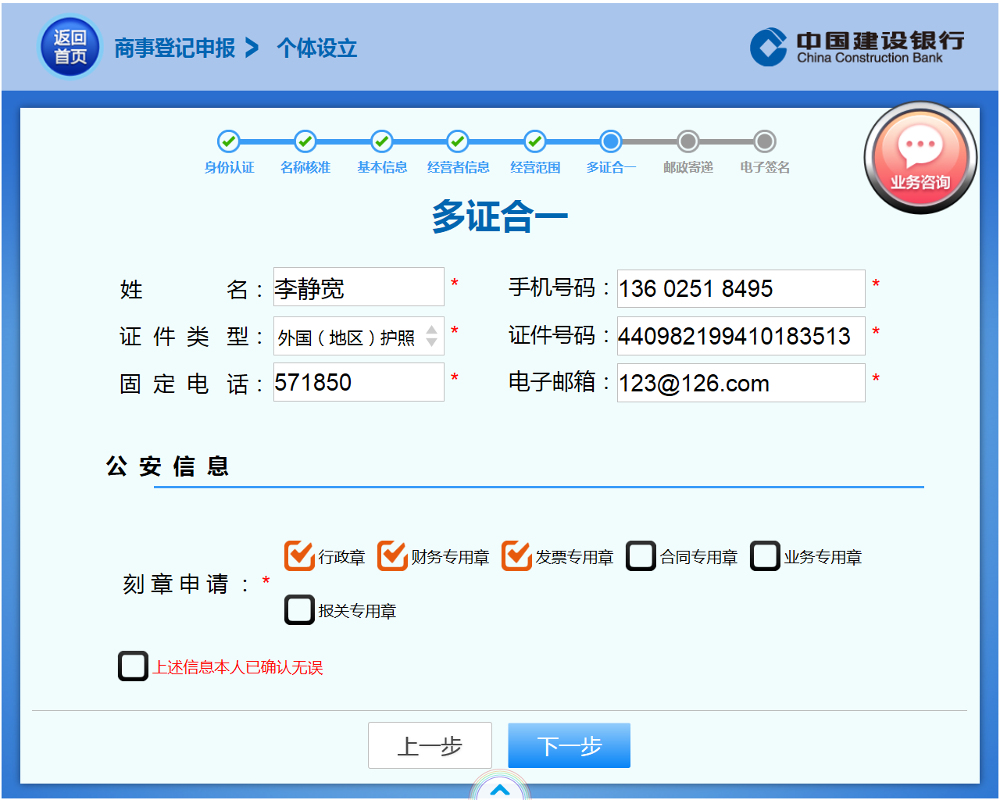 返回
首页
商事登记申报 > 个体设立
中国建设银行
China Construction Bank
身份认证 名称核准 基本信息 经营者信息 经营范围 多证合一 邮政寄递 电子签名
业务咨询
多证合一
姓 名： 李静宽 * 手机号码： 136 0251 8495 *
证件类型： 外国（地区）护照 * 证件号码： 440982199410183513 *
固定电话： 571850 * 电子邮箱： 123@126.com *
公安信息
行政章 财务专用章 发票专用章 合同专用章 业务专用章
刻章申请： *
报关专用章
上述信息本人已确认无误
上一步 下一步